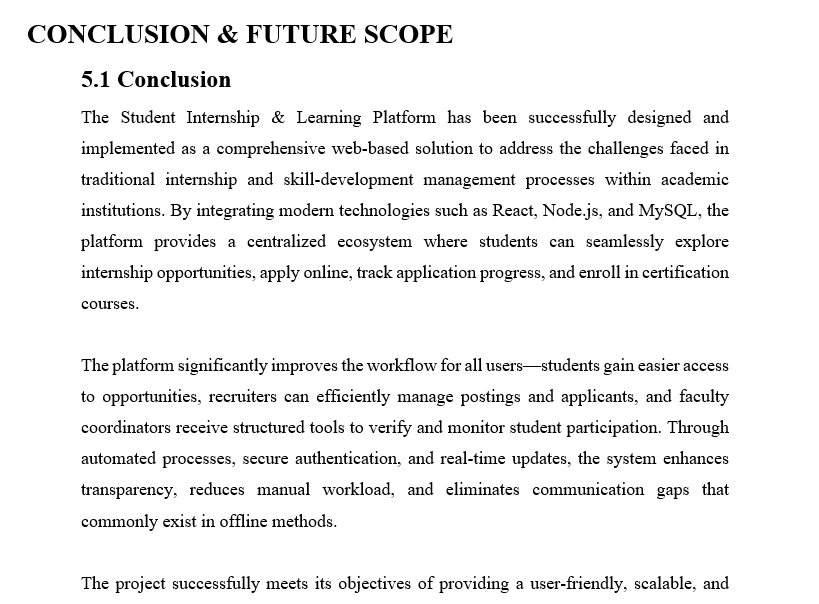 CONCLUSION & FUTURE SCOPE
5.1 Conclusion
The Student Internship & Learning Platform has been successfully designed and
implemented as a comprehensive web-based solution to address the challenges faced in
traditional internship and skill-development management processes within academic
institutions. By integrating modern technologies such as React, Node.js, and MySQL, the
platform provides a centralized ecosystem where students can seamlessly explore
internship opportunities, apply online, track application progress, and enroll in certification
courses.
The platform significantly improves the workflow for all users—students gain easier access
to opportunities, recruiters can efficiently manage postings and applicants, and faculty
coordinators receive structured tools to verify and monitor student participation. Through
automated processes, secure authentication, and real-time updates, the system enhances
transparency, reduces manual workload, and eliminates communication gaps that
commonly exist in offline methods.
The project successfully meets its objectives of providing a user-friendly, scalable, and